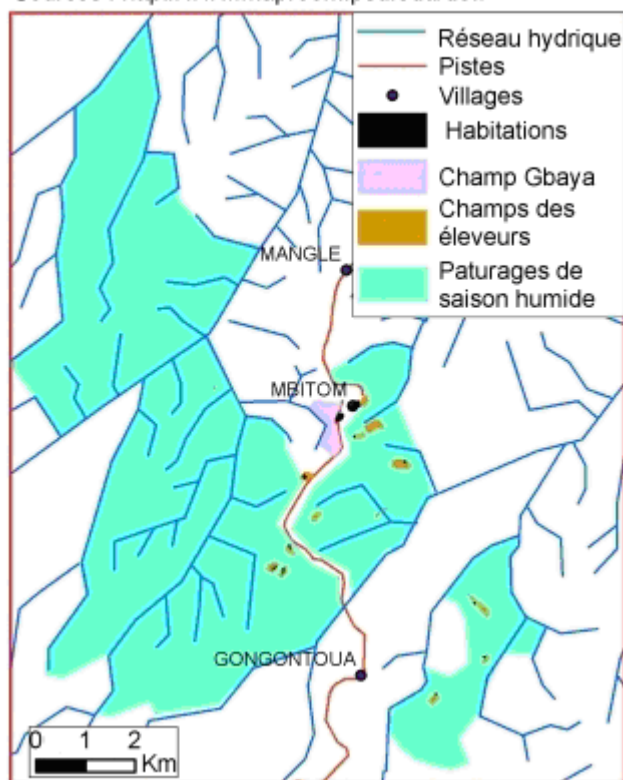 Réseau hydrique
Pistes
Villages
Habitations
Champ Gbaya
Champs des
éleveurs
Paturages de
saison humide
MANGLE
MBITOM
GONGONTOUA
0 1 2
Km